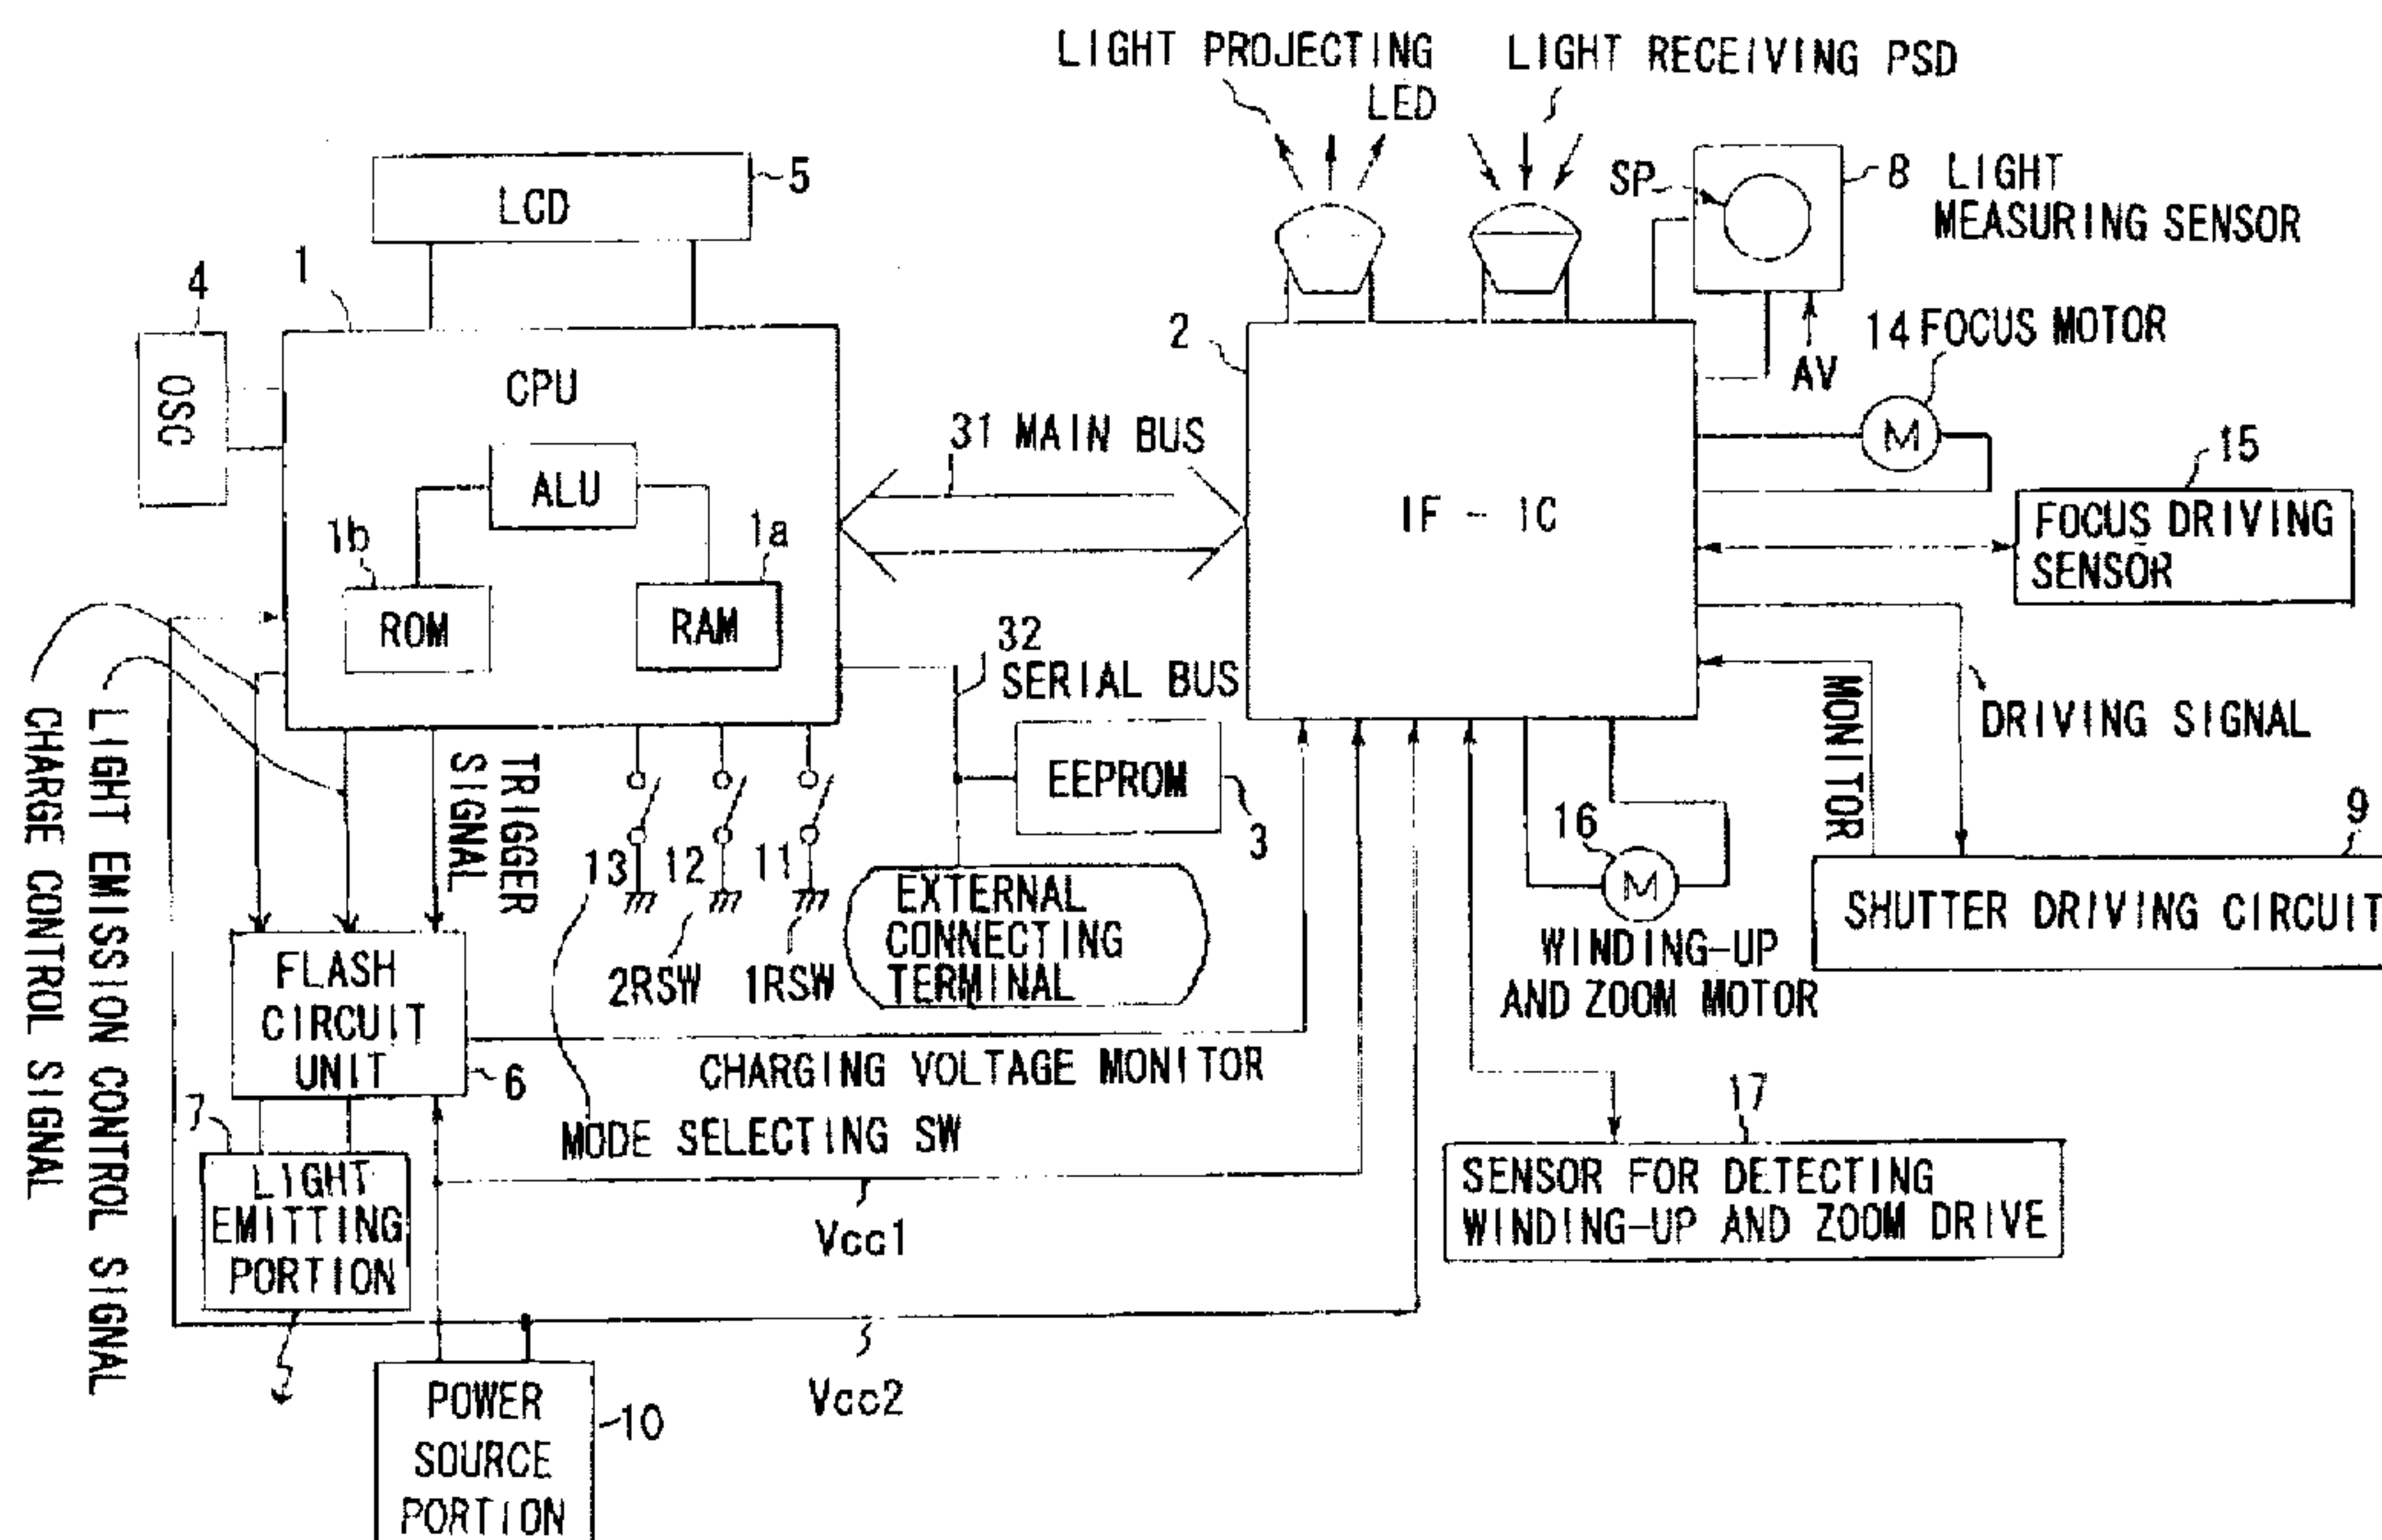 LIGHT PROJECTING
LED
LIGHT RECEIVING PSD
LCD
5
SP
8 LIGHT
MEASURING SENSOR
4
1
OSC
CPU
ALU
1b
ROM
1a
RAM
31 MAIN BUS
2
IF-IC
AV
14 FOCUS MOTOR
M
15
FOCUS DRIVING
SENSOR
32
SERIAL BUS
EEPROM
3
MONITOR
DRIVING SIGNAL
CHARGE CONTROL SIGNAL
LIGHT EMISSION CONTROL SIGNAL
TRIGGER
SIGNAL
13
12
11
2RSW
1RSW
EXTERNAL
CONNECTING
TERMINAL
16
M
WINDING-UP
AND ZOOM MOTOR
9
SHUTTER DRIVING CIRCUIT
FLASH
CIRCUIT
UNIT
6
CHARGING VOLTAGE MONITOR
MODE SELECTING SW
7
LIGHT
EMITTING
PORTION
Vcc1
17
SENSOR FOR DETECTING
WINDING-UP AND ZOOM DRIVE
Vcc2
POWER
SOURCE
PORTION
10